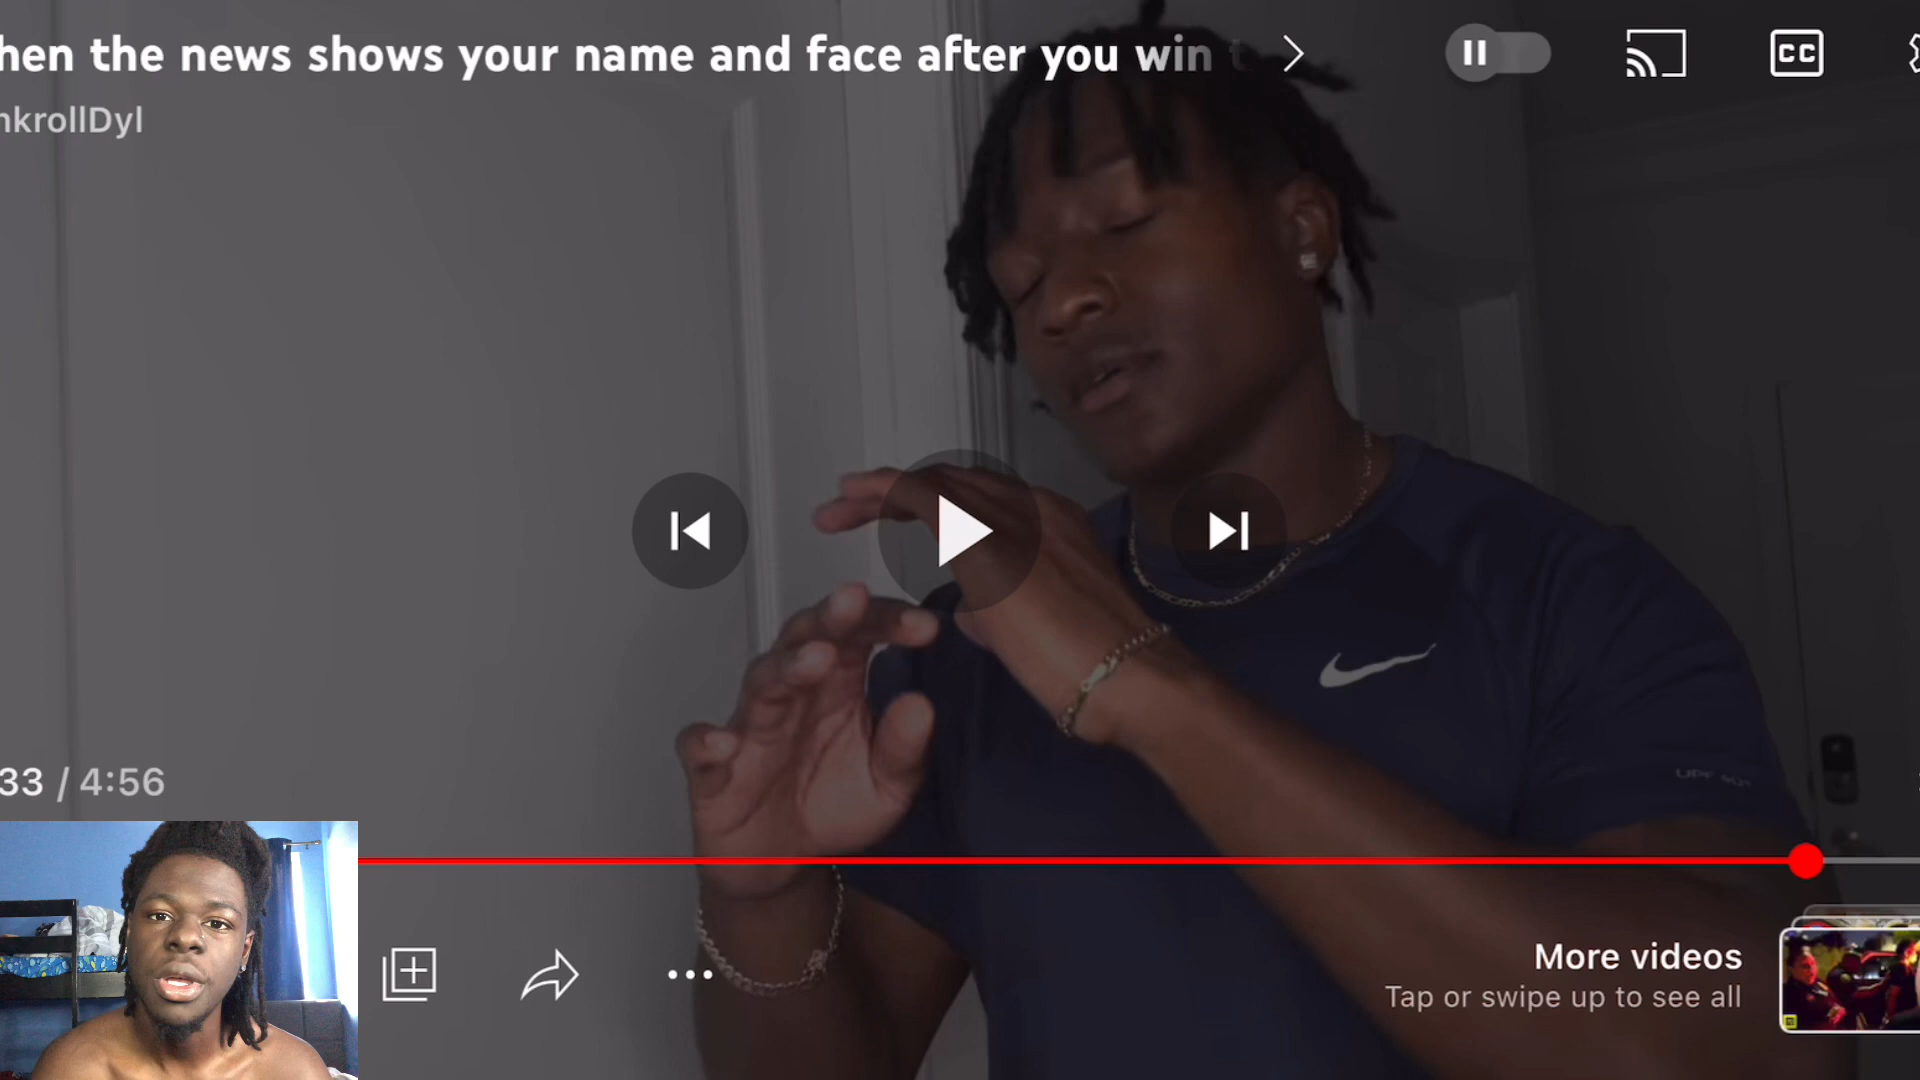 hen the news shows your name and face after you win
CC
nkrollDyl
33 / 4:56
More videos
Tap or swipe up to see all